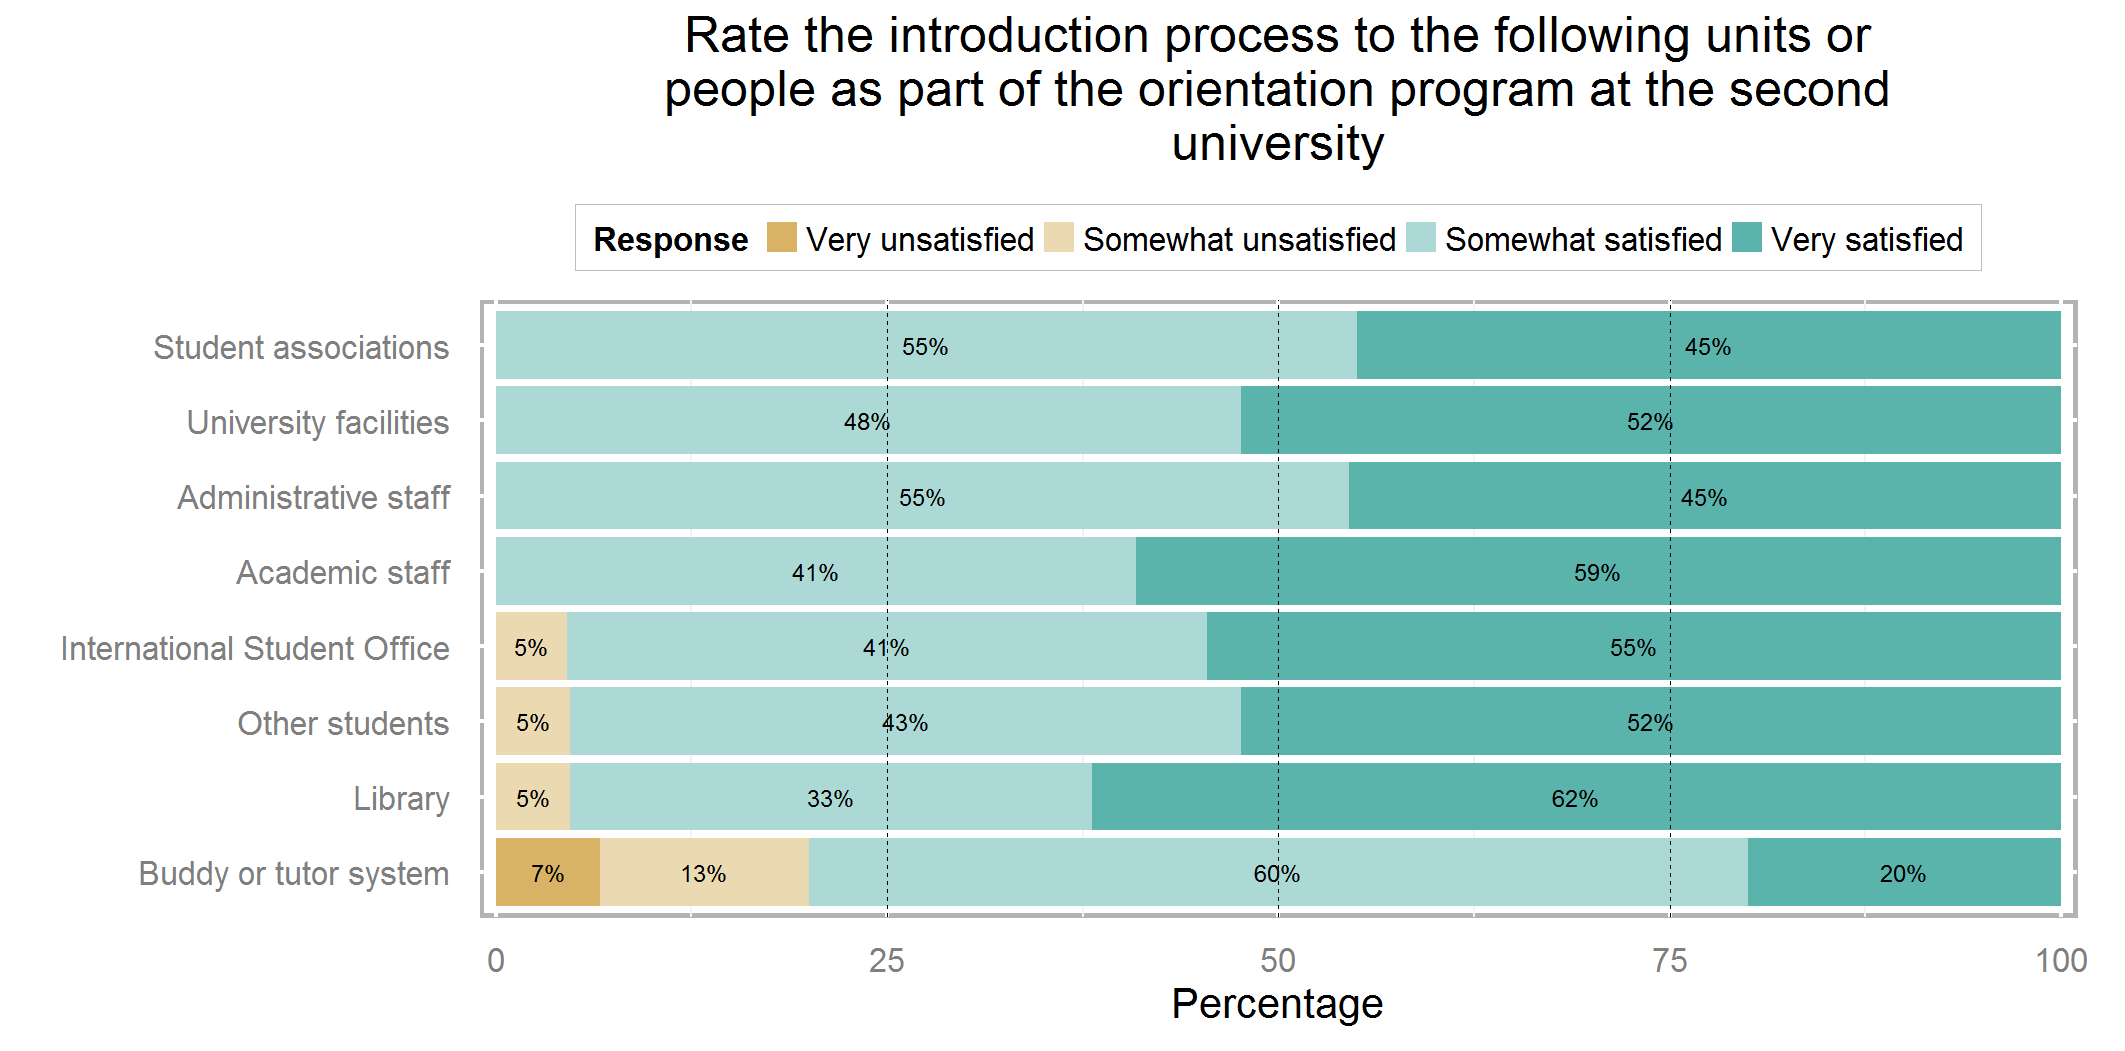 Rate the introduction process to the following units or
people as part of the orientation program at the second
university
Response Very unsatisfied Somewhat unsatisfied Somewhat satisfied Very satisfied
Student associations 55% 45%
University facilities 48% 52%
Administrative staff 55% 45%
Academic staff 41% 59%
International Student Office 5% 41% 55%
Other students 5% 43% 52%
Library 5% 33% 62%
Buddy or tutor system 7% 13% 60% 20%
0 25 50 75 100
Percentage